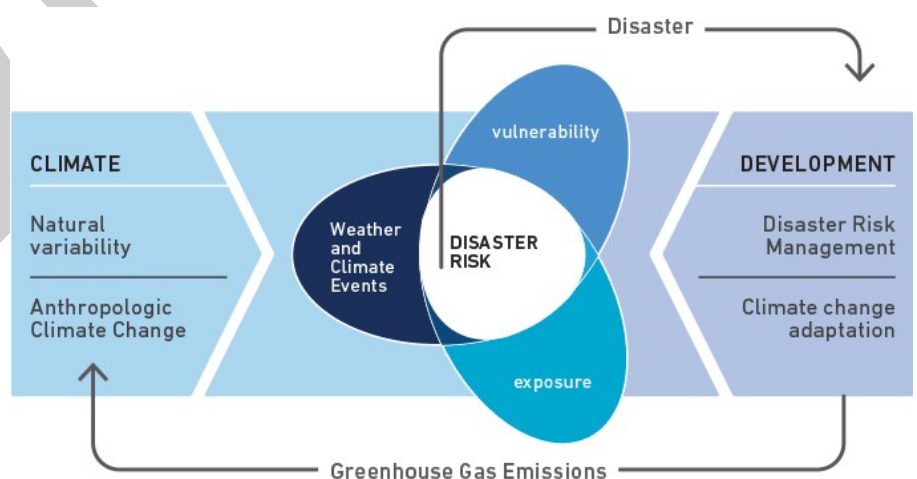 Disaster
CLIMATE
Natural
variability
Anthropologic
Climate Change
Weather
and
Climate
Events
DISASTER
RISK
vulnerability
exposure
DEVELOPMENT
Disaster Risk
Management
Climate change
adaptation
Greenhouse Gas Emissions